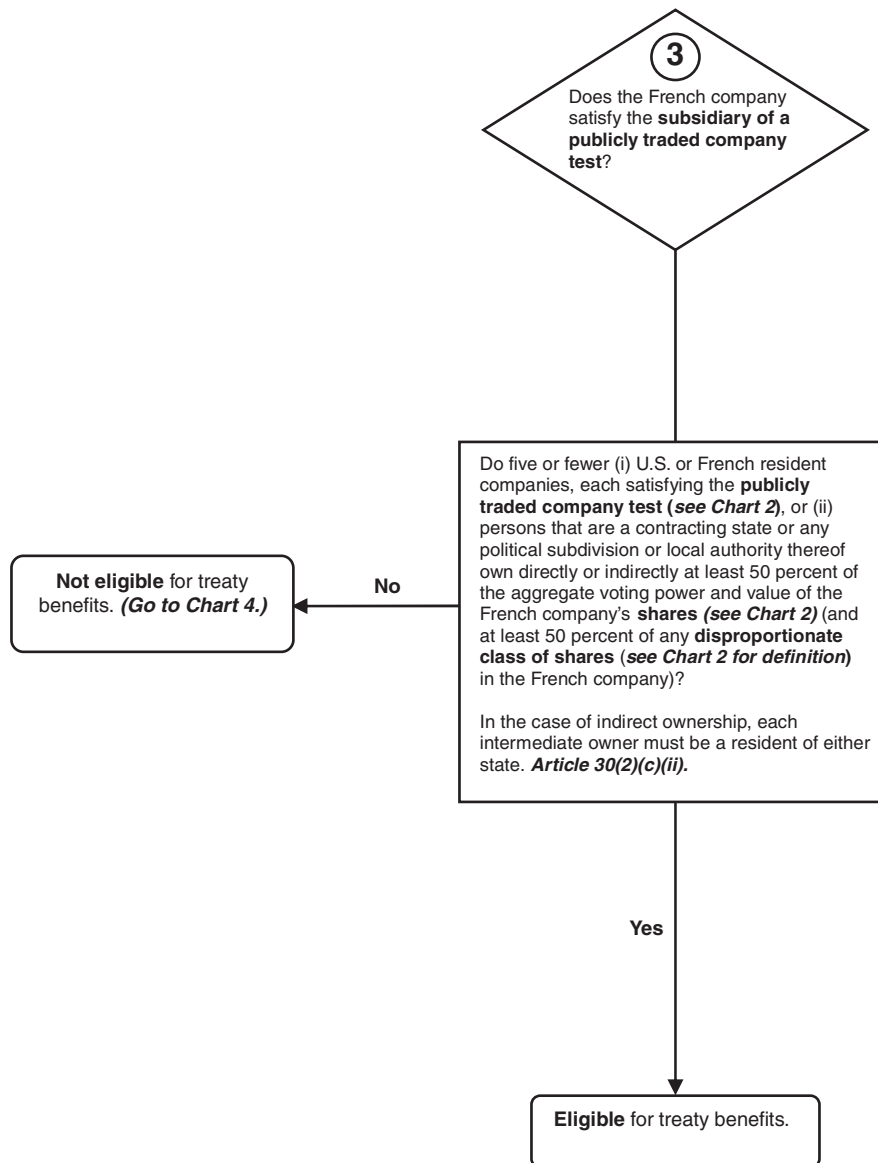 3
Does the French company
satisfy the subsidiary of a
publicly traded company
test?
Do five or fewer (i) U.S. or French resident
companies, each satisfying the publicly
traded company test (see Chart 2), or (ii)
persons that are a contracting state or any
political subdivision or local authority thereof
own directly or indirectly at least 50 percent of
the aggregate voting power and value of the
French company's shares (see Chart 2) (and
at least 50 percent of any disproportionate
class of shares (see Chart 2 for definition)
in the French company)?
In the case of indirect ownership, each
intermediate owner must be a resident of either
state. Article 30(2)(c)(ii).
No
Not eligible for treaty
benefits. (Go to Chart 4.)
Yes
Eligible for treaty benefits.